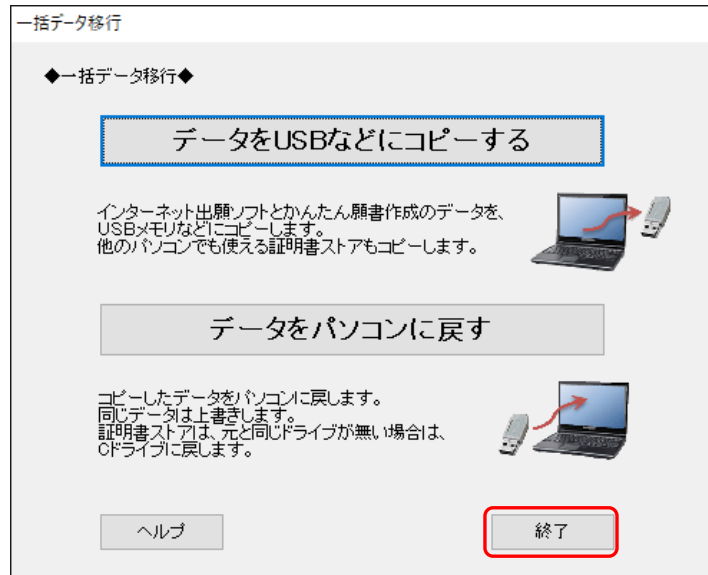 一括データ移行
◆一括データ移行◆
データをUSBなどにコピーする
インターネット出願ソフトとかんたん願書作成のデータを、
USBメモリなどにコピーします。
他のパソコンでも使える証明書ストアもコピーします。
データをパソコンに戻す
コピーしたデータをパソコンに戻します。
同じデータは上書きします。
証明書ストアは、元と同じドライブが無い場合は、
Cドライブに戻します。
ヘルプ
終了